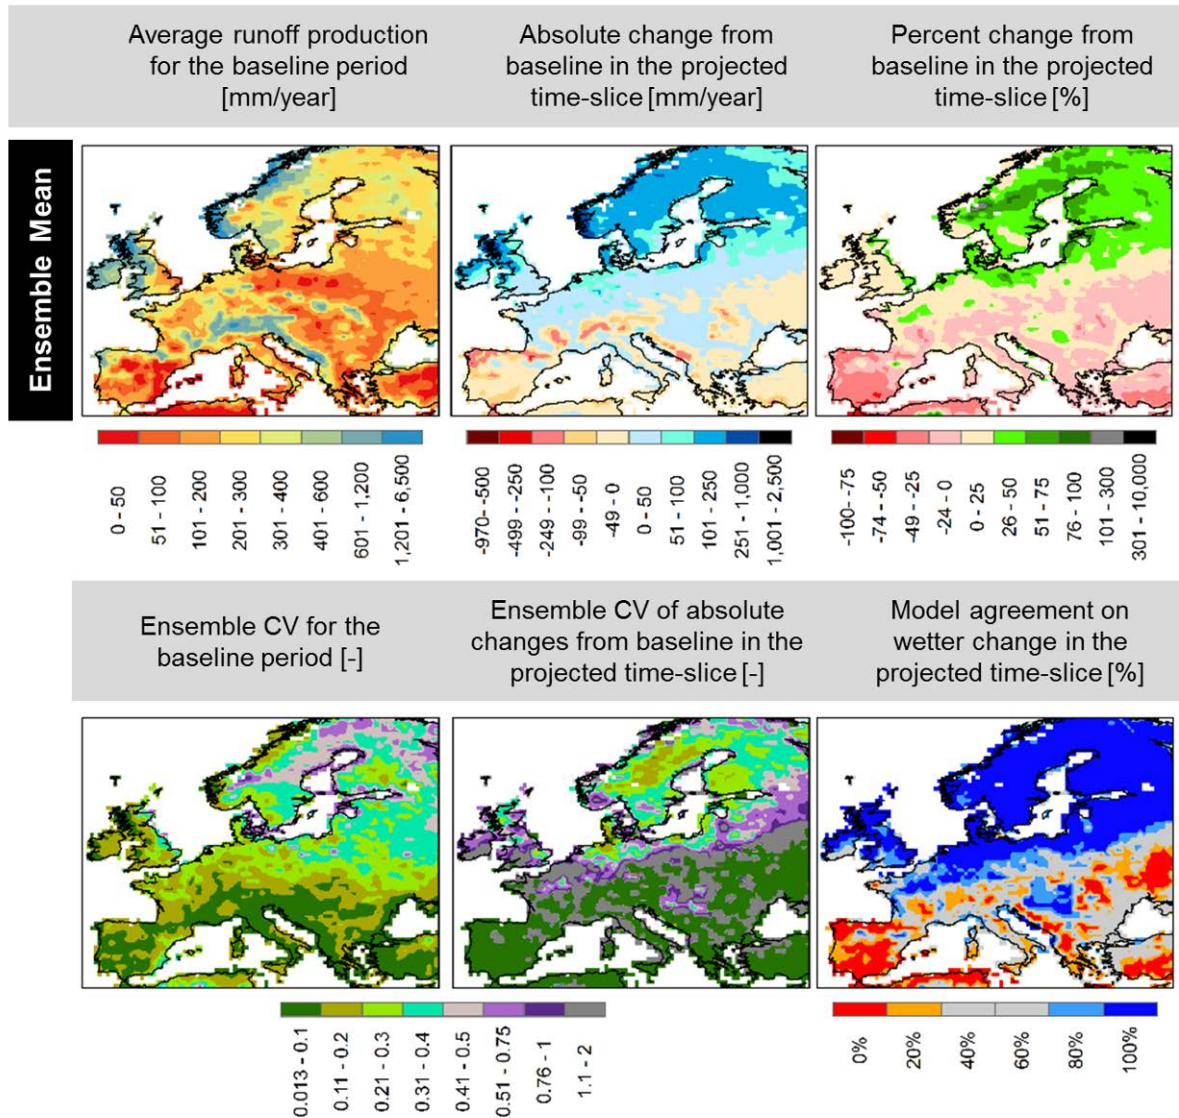 Average runoff production
for the baseline period
[mm/year]
Absolute change from
baseline in the projected
time-slice [mm/year]
Percent change from
baseline in the projected
time-slice [%]
Ensemble Mean
0 - 50
51 - 100
101 - 200
201 - 300
301 - 400
401 - 600
601 - 1,200
1,201 - 6,500
-970--500
-499--250
-249--100
-99--50
-49-0
0 - 50
51 - 100
101 - 250
251 - 1,000
1,001 - 2,500
-100--75
-74--50
-49--25
-24-0
0 - 25
26 - 50
51 - 75
76 - 100
101 - 300
301 - 10,000
Ensemble CV for the
baseline period [-]
Ensemble CV of absolute
changes from baseline in the
projected time-slice [-]
Model agreement on
wetter change in the
projected time-slice [%]
0.013 - 0.1
0.11 - 0.2
0.21 - 0.3
0.31 - 0.4
0.41 - 0.5
0.51 - 0.75
0.76 - 1
1.1 - 2
0%
20%
40%
60%
80%
100%